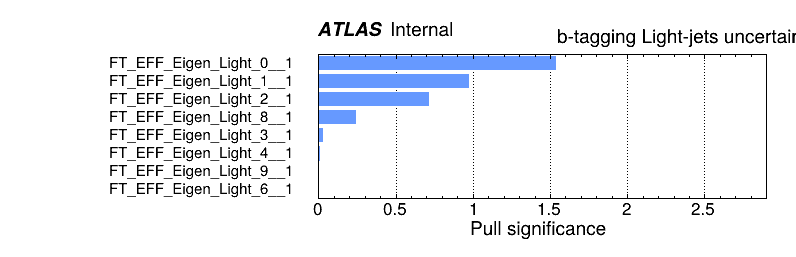 ATLAS Internal
b-tagging Light-jets uncertain
FT_EFF_Eigen_Light_0__1
FT_EFF_Eigen_Light_1__1
FT_EFF_Eigen_Light_2__1
FT_EFF_Eigen_Light_8__1
FT_EFF_Eigen_Light_3__1
FT_EFF_Eigen_Light_4__1
FT_EFF_Eigen_Light_9__1
FT_EFF_Eigen_Light_6__1
0 0.5 1 1.5 2 2.5
Pull significance